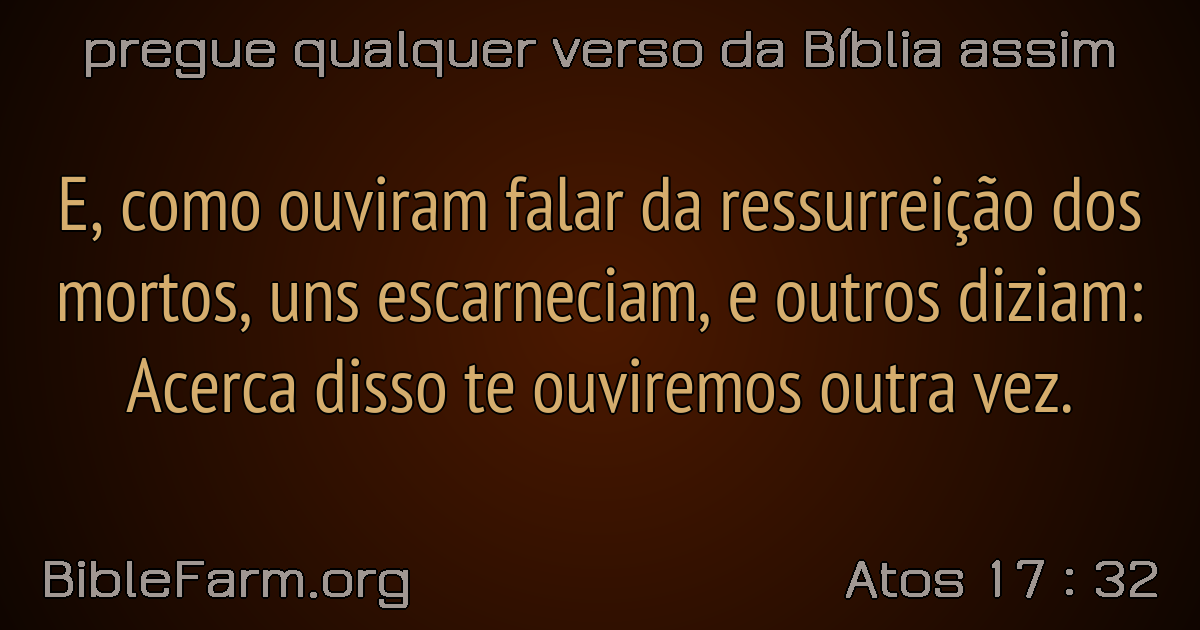 pregue qualquer verso da Bíblia assim
E, como ouviram falar da ressurreição dos
mortos, uns escarneciam, e outros diziam:
Acerca disso te ouviremos outra vez.
BibleFarm.org
Atos 17 : 32